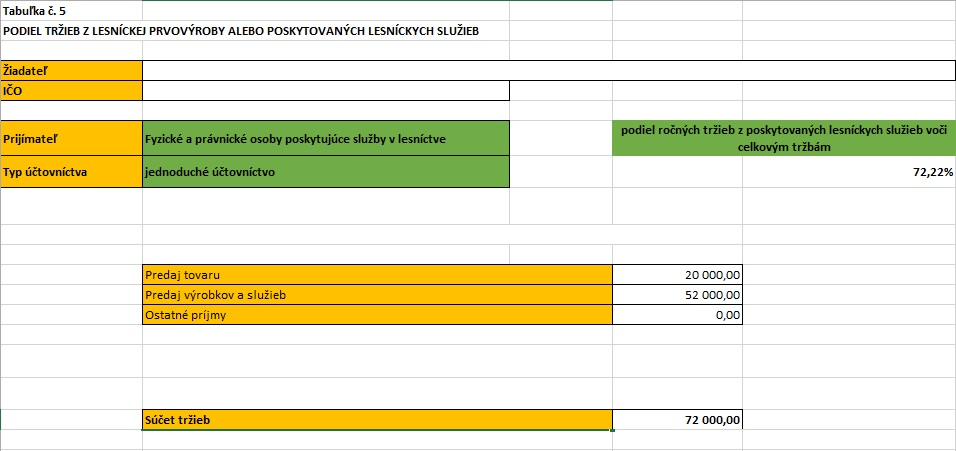 Tabuľka č. 5
PODIEL TRŽIEB Z LESNÍCKEJ PRVOVÝROBY ALEBO POSKYTOVANÝCH LESNÍCKYCH SLUŽIEB
Žiadateľ
IČO
Prijímateľ Fyzické a právnické osoby poskytujúce služby v lesníctve
podiel ročných tržieb z poskytovaných lesníckych služieb voči
celkovým tržbám
Typ účtovníctva jednoduché účtovníctvo 72,22%
Predaj tovaru 20 000,00
Predaj výrobkov a služieb 52 000,00
Ostatné príjmy 0,00
Súčet tržieb 72 000,00